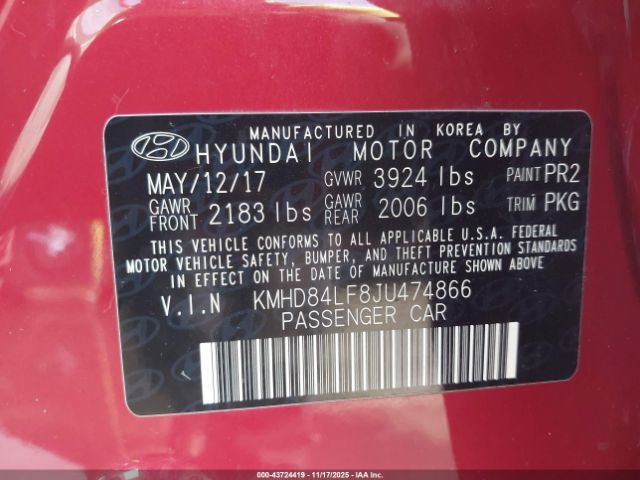 MANUFACTURED IN KOREA BY
HYUNDAI MOTOR COMPANY
MAY/12/17 GVWR 3924 lbs PAINT PR2
GAWR FRONT 2183 lbs GAWR REAR 2006 lbs TRIM PKG
THIS VEHICLE CONFORMS TO ALL APPLICABLE U.S.A. FEDERAL
MOTOR VEHICLE SAFETY, BUMPER, AND THEFT PREVENTION STANDARDS
IN EFFECT ON THE DATE OF MANUFACTURE SHOWN ABOVE.
V.I.N KMHD84LF8JU474866
PASSENGER CAR
000-43724419 - 11/17/2025 - IAAI.CA